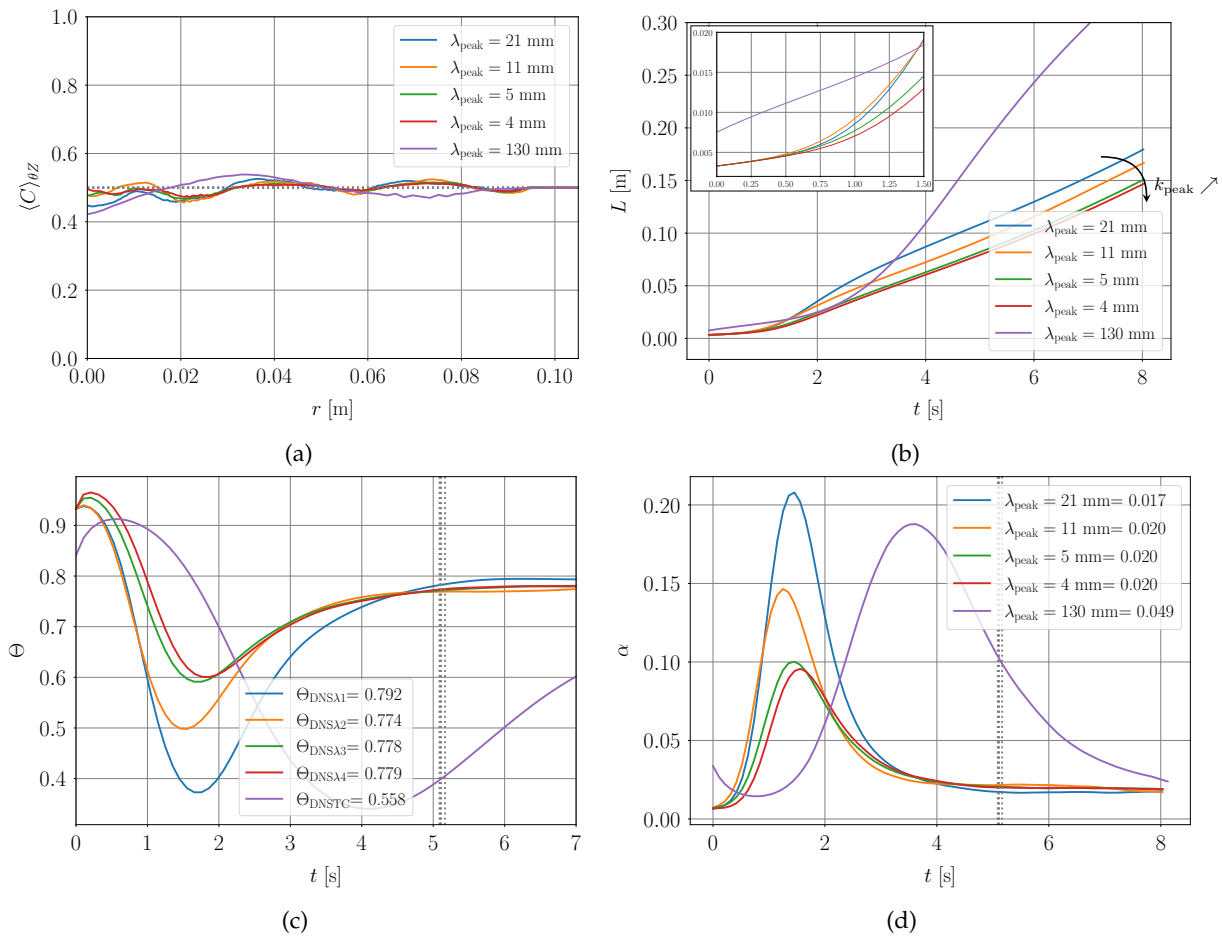 1.0
0.8
0.6
0.4
0.2
0.0
⟨C⟩θZ
λpeak = 21 mm
λpeak = 11 mm
λpeak = 5 mm
λpeak = 4 mm
λpeak = 130 mm
0.00 0.02 0.04 0.06 0.08 0.10
r [m]
(a)
0.30
0.25
0.20
0.15
0.10
0.05
0.00
L [m]
0.020
0.015
0.010
0.005
0.00 0.25 0.50 0.75 1.00 1.25 1.50
kpeak ↗
λpeak = 21 mm
λpeak = 11 mm
λpeak = 5 mm
λpeak = 4 mm
λpeak = 130 mm
0 2 4 6 8
t [s]
(b)
0.9
0.8
0.7
0.6
0.5
0.4
Θ
ΘDNSλ1= 0.792
ΘDNSλ2= 0.774
ΘDNSλ3= 0.778
ΘDNSλ4= 0.779
ΘDNSTC= 0.558
0 1 2 3 4 5 6 7
t [s]
(c)
0.20
0.15
0.10
0.05
0.00
α
λpeak = 21 mm= 0.017
λpeak = 11 mm= 0.020
λpeak = 5 mm= 0.020
λpeak = 4 mm= 0.020
λpeak = 130 mm= 0.049
0 2 4 6 8
t [s]
(d)